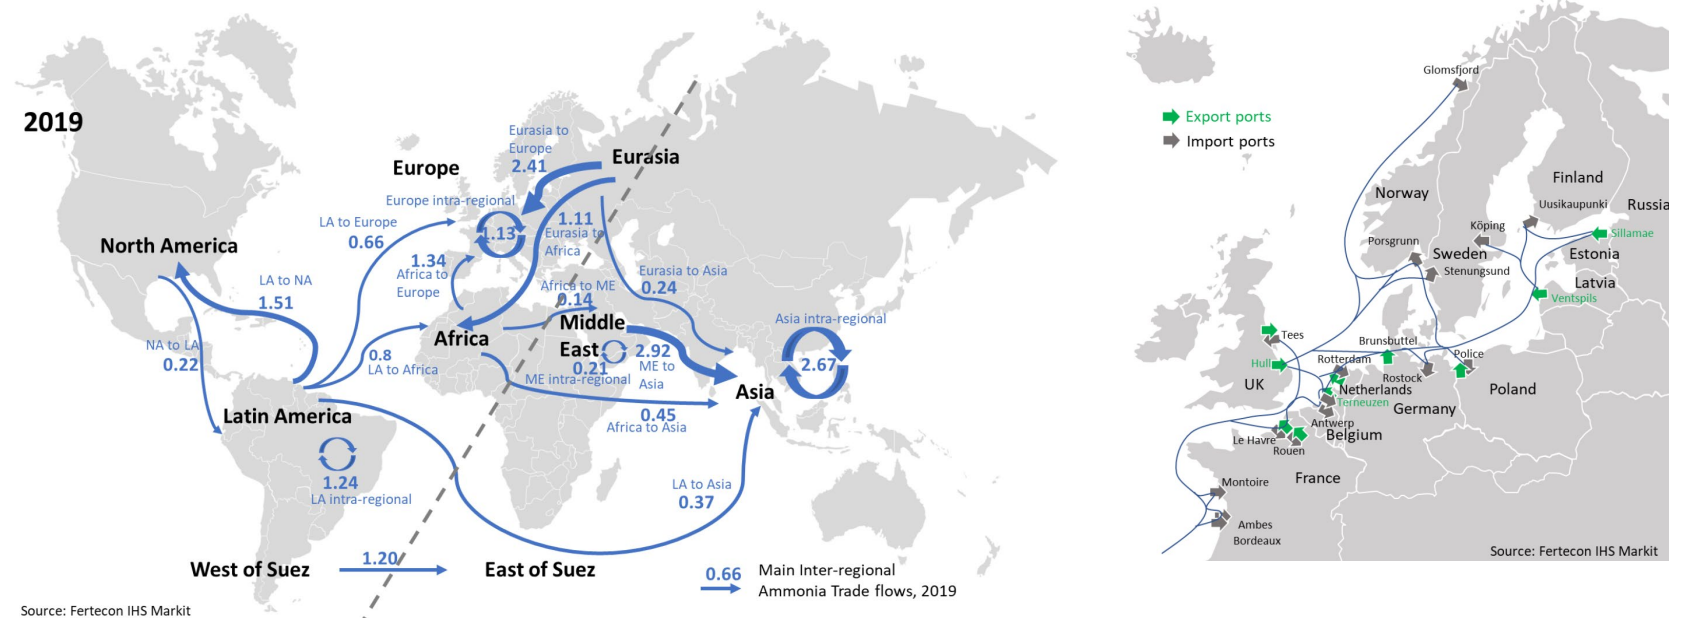 2019
Europe
Eurasia to
Europe
2.41
Eurasia
Europe intra-regional
1.13
LA to Europe
0.66
1.11
Eurasia to
Africa
North America
1.34
Africa to
Europe
LA to NA
1.51
Eurasia to Asia
0.24
Africa to ME
0.14
Middle
East
0.21
ME intra-regional
2.92
ME to
Asia
Asia intra-regional
2.67
NA to LA
0.22
Africa
0.8
LA to Africa
Asia
0.45
Africa to Asia
Latin America
1.24
LA intra-regional
LA to Asia
0.37
West of Suez
1.20
East of Suez
0.66
Main Inter-regional
Ammonia Trade flows, 2019
Source: Fertecon IHS Markit
Glomsfjord
Export ports
Import ports
Norway
Finland
Uusikaupunki
Russia
Köping
Sillamae
Porsgrunn
Sweden
Estonia
Stenungsund
Latvia
Ventspils
Tees
Brunsbuttel
Hull
Rotterdam
Police
Rostock
UK
Netherlands
Poland
Terneuzen
Germany
Antwerp
Belgium
Le Havre
Rouen
France
Montoire
Ambes
Bordeaux
Source: Fertecon IHS Markit